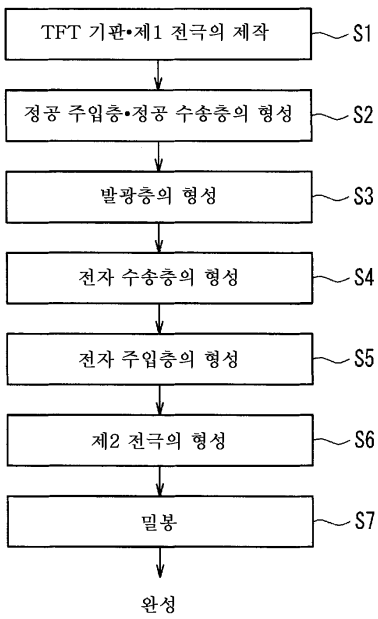 TFT 기판•제1 전극의 제작 S1
정공 주입층•정공 수송층의 형성 S2
발광층의 형성 S3
전자 수송층의 형성 S4
전자 주입층의 형성 S5
제2 전극의 형성 S6
밀봉 S7
완성